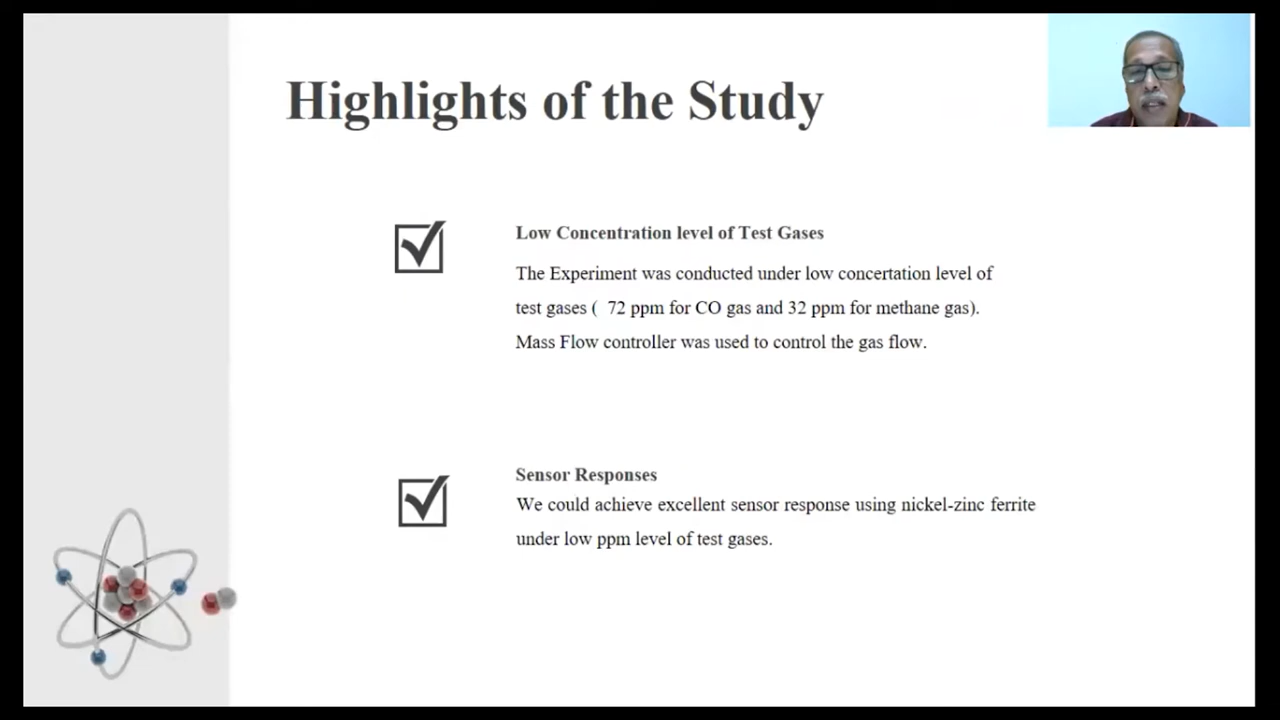 Highlights of the Study
Low Concentration level of Test Gases
The Experiment was conducted under low concertation level of
test gases ( 72 ppm for CO gas and 32 ppm for methane gas).
Mass Flow controller was used to control the gas flow.
Sensor Responses
We could achieve excellent sensor response using nickel-zinc ferrite
under low ppm level of test gases.